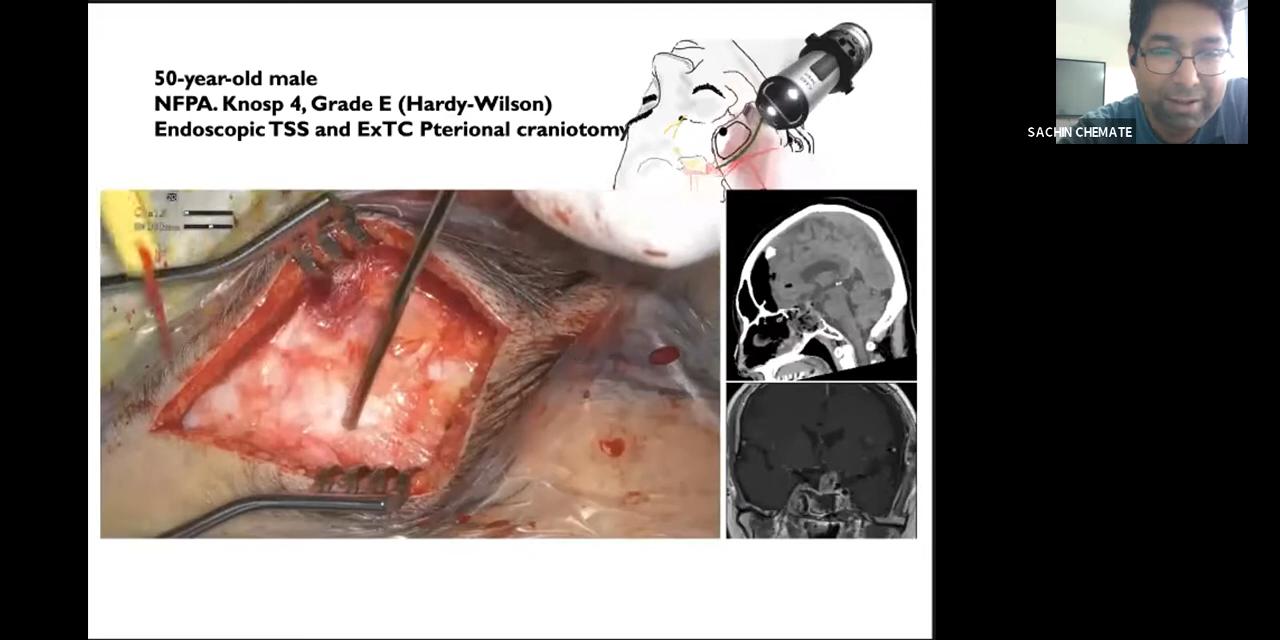 50-year-old male
NFPA. Knosp 4, Grade E (Hardy-Wilson)
Endoscopic TSS and ExTC Pterional craniotomy
SACHIN CHEMATE